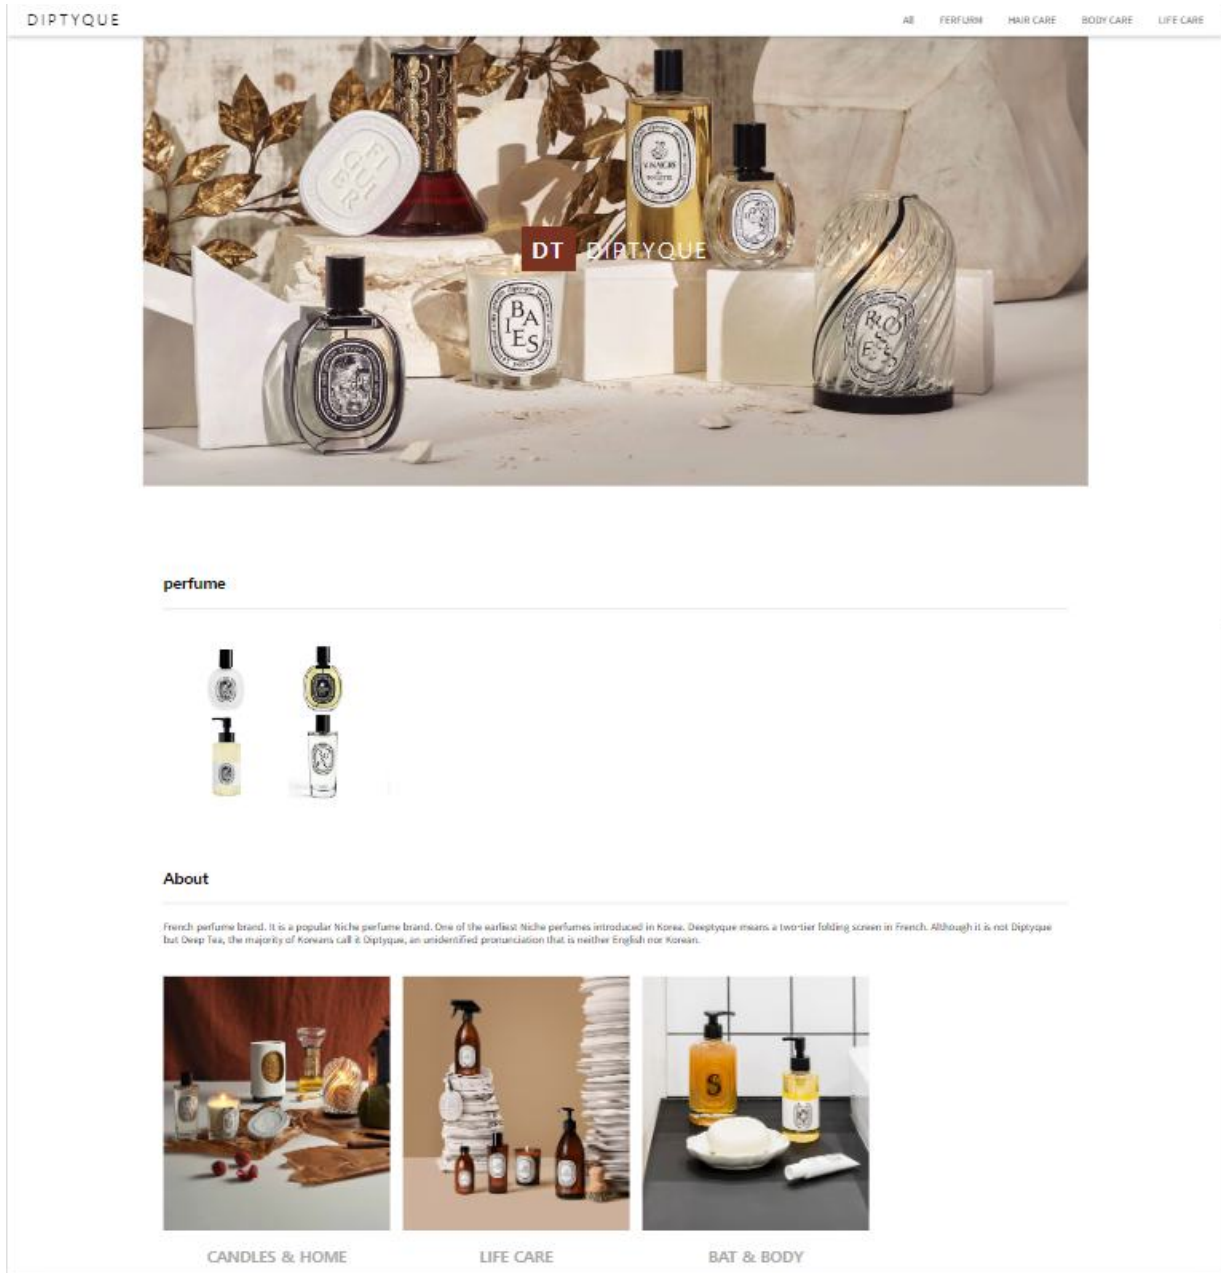 DIPTYQUE
All FERFURM HAIR CARE BODY CARE LIFE CARE
VINAIGRE
DT DIPTYQUE
BAIES
ROSES
perfume
About
French perfume brand. It is a popular Niche perfume brand. One of the earliest Niche perfumes introduced in Korea. Deeptyque means a two-tier folding screen in French. Although it is not Diptyque
but Deep Tea, the majority of Koreans call it Diptyque, an unidentified pronunciation that is neither English nor Korean.
S
CANDLES & HOME LIFE CARE BAT & BODY